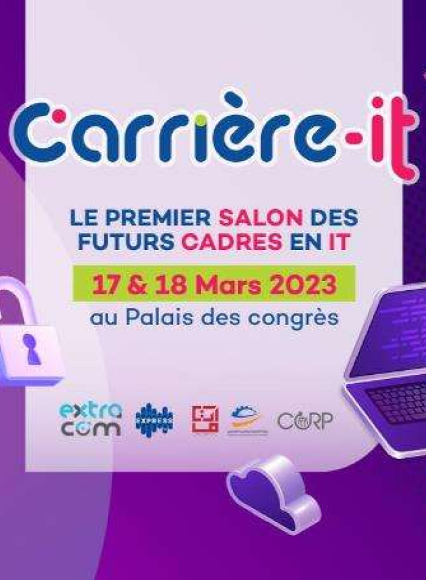 Carrière-it
LE PREMIER SALON DES
FUTURS CADRES EN IT
17 & 18 Mars 2023
au Palais des congrès
extra
com
EXPRESS